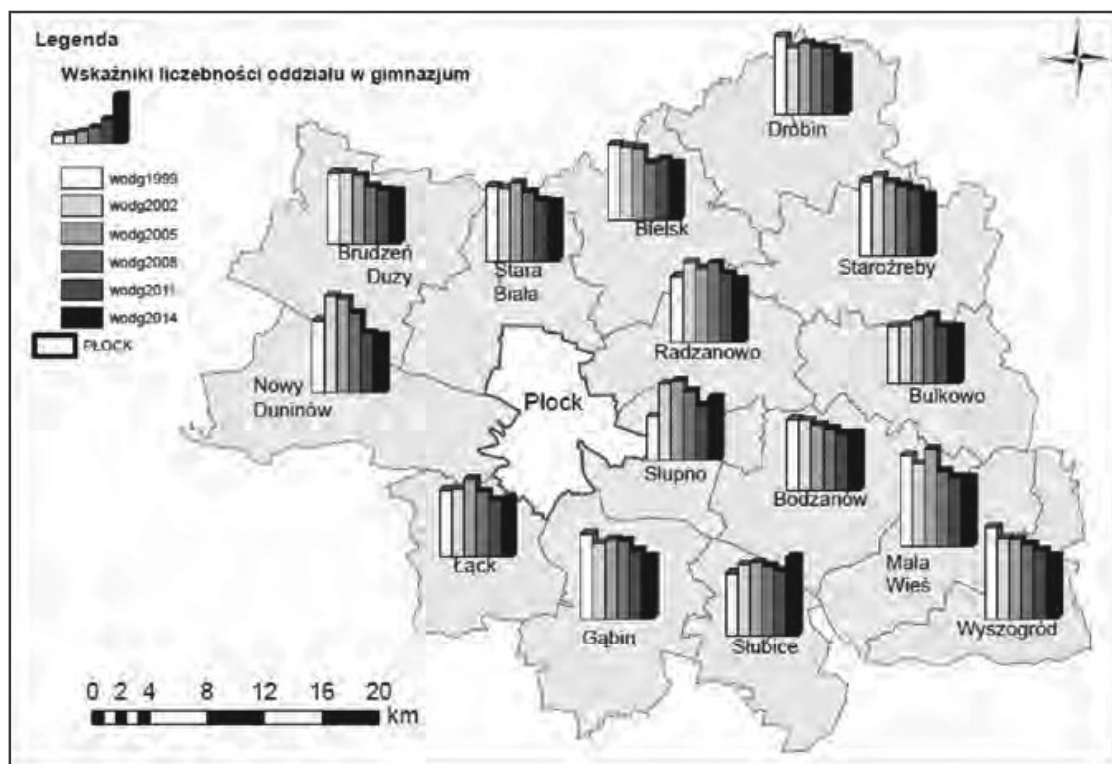 Legenda
Wskaźniki liczebności oddziału w gimnazjum
wodg1999
wodg2002
wodg2005
wodg2008
wodg2011
wodg2014
PŁOCK
Drobin
Bielsk
Brudzeń
Duży
Stara
Biała
Staroźreby
Radzanowo
Nowy
Duninów
Płock
Bulkowo
Słupno
Bodzanów
Łąck
Mała
Wieś
Gąbin
Słubice
Wyszogród
0 2 4 8 12 16 20
km